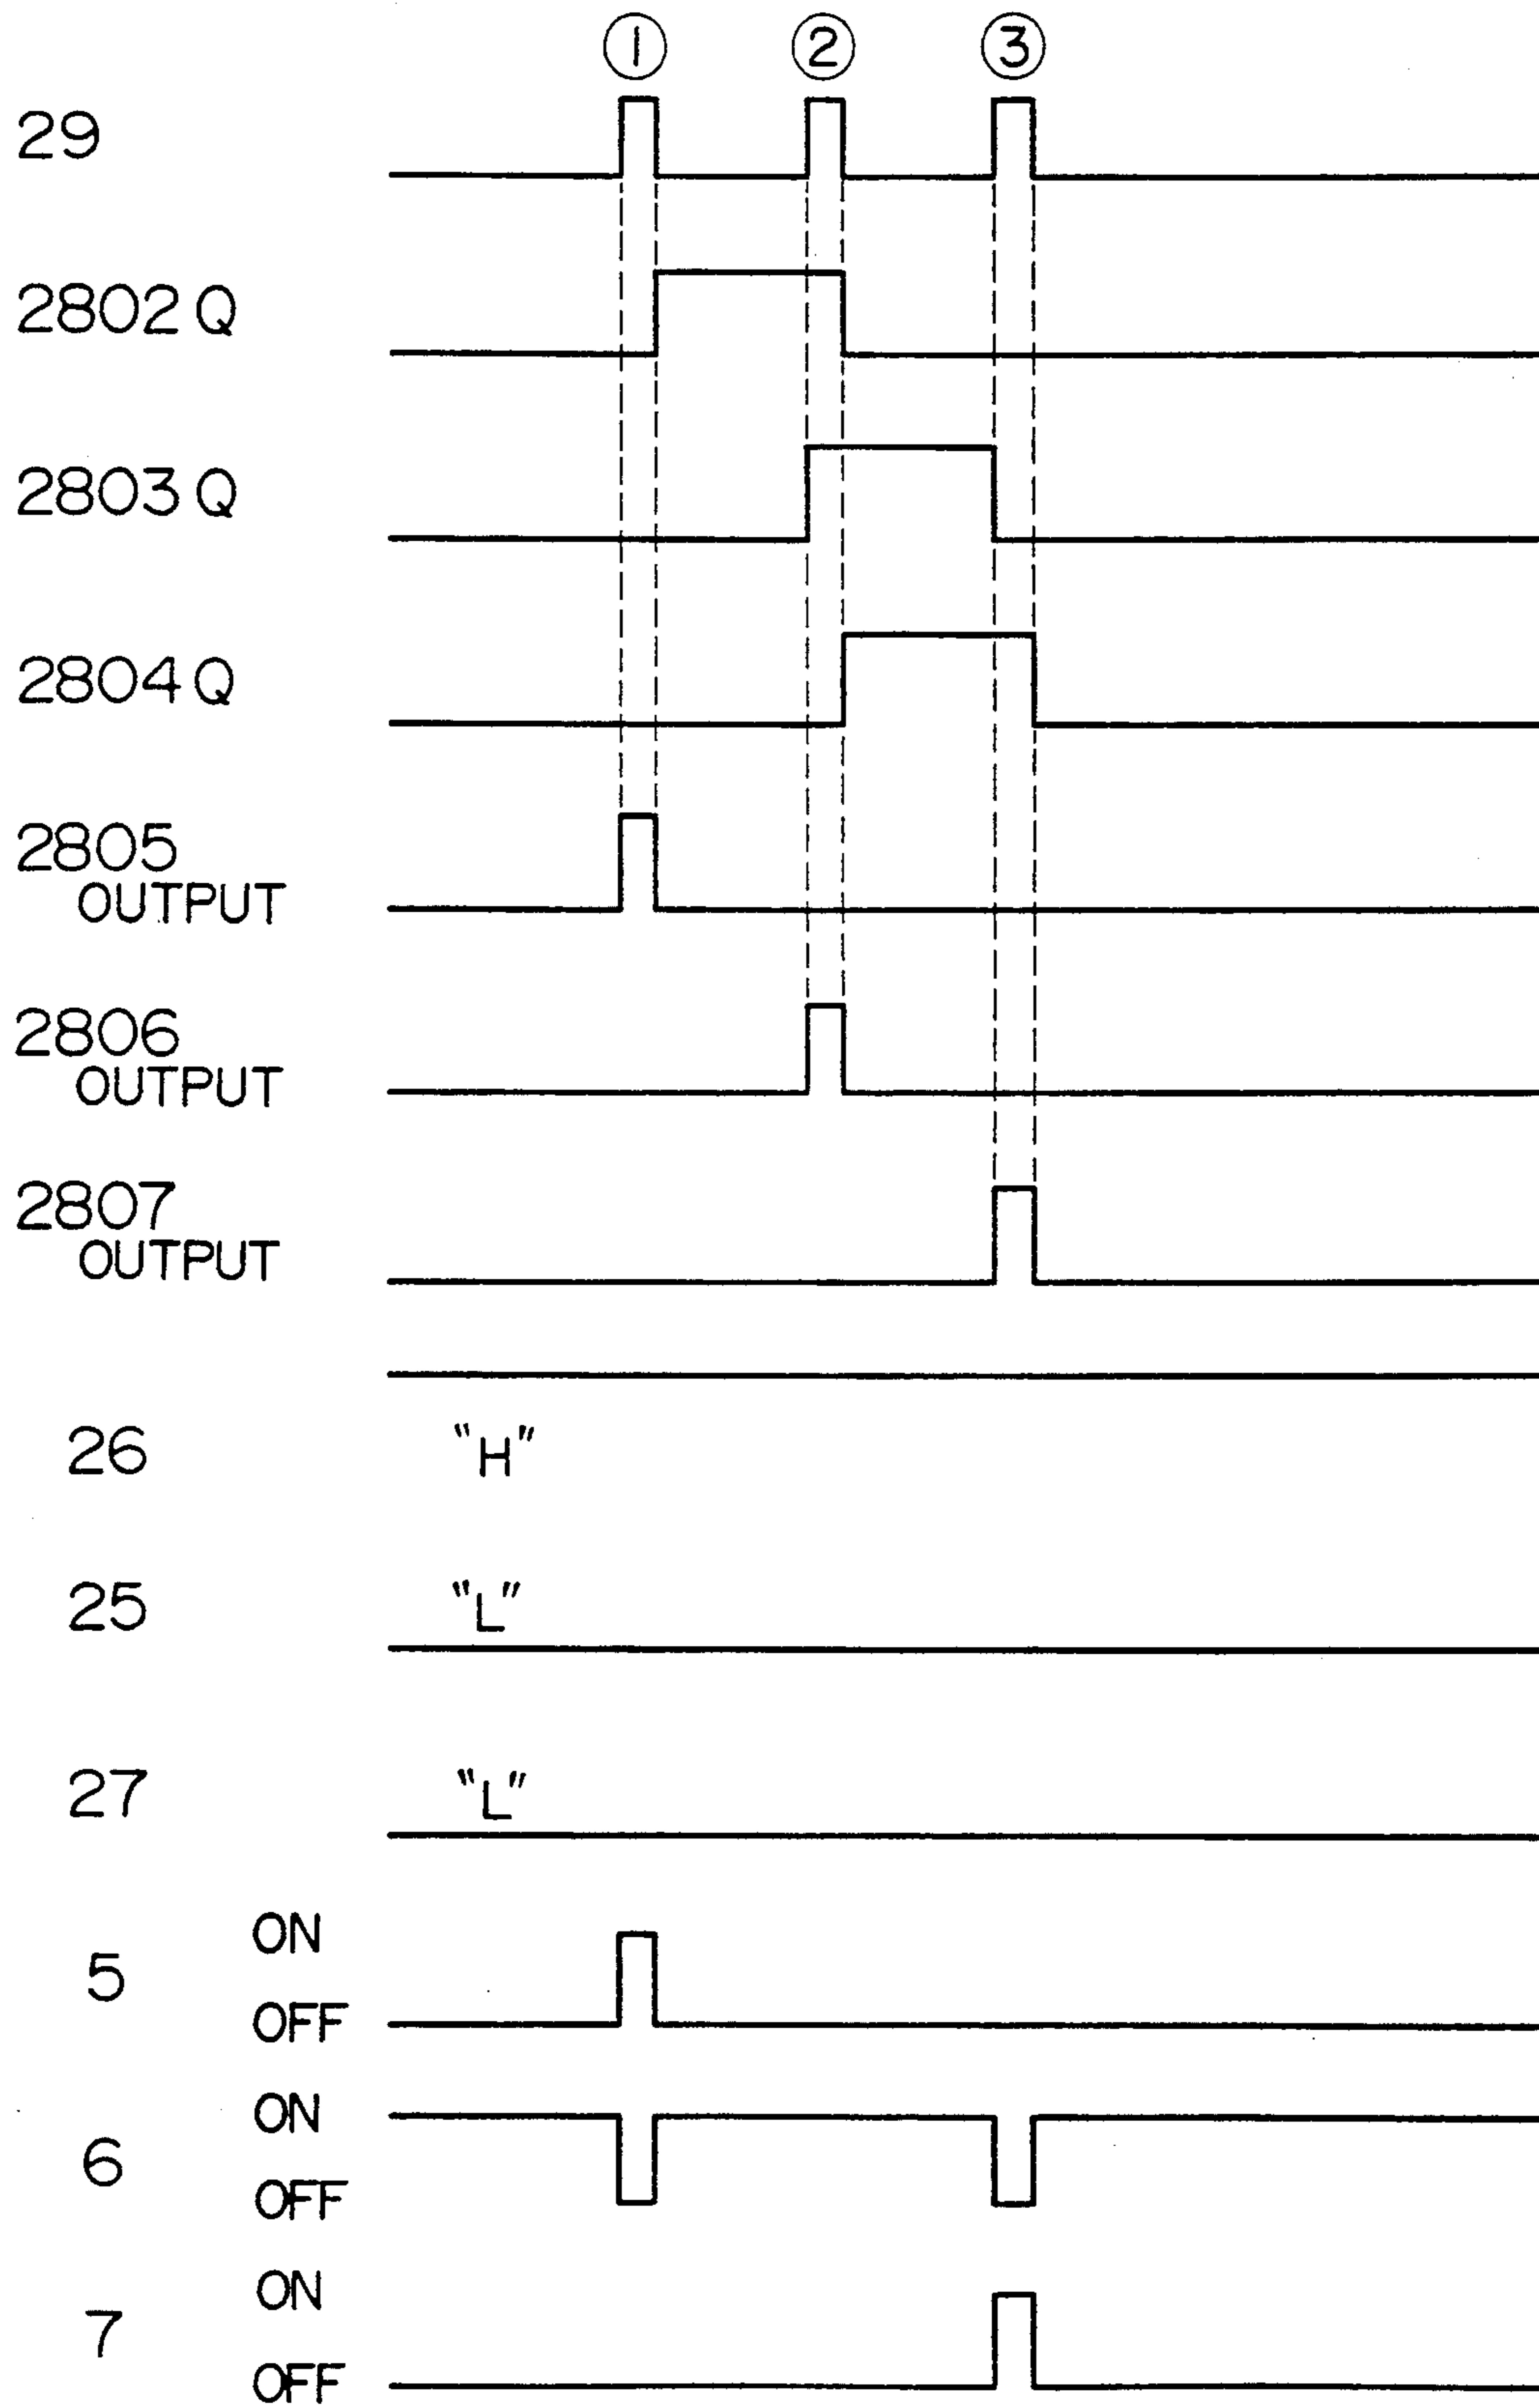 ① ② ③
29
2802 Q
2803 Q
2804 Q
2805
OUTPUT
2806
OUTPUT
2807
OUTPUT
26 "H"
25 "L"
27 "L"
ON
5
OFF
ON
6
OFF
ON
7
OFF